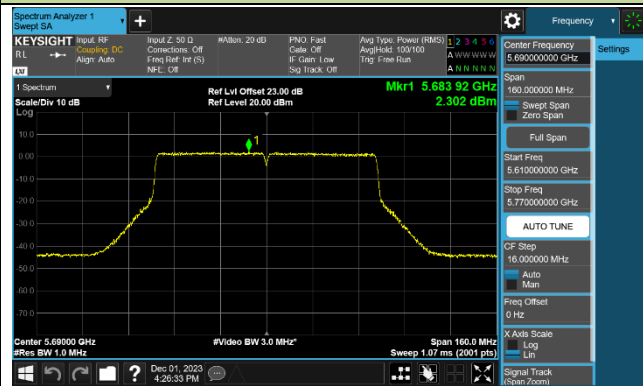 Spectrum Analyzer 1
Swept SA
Frequency
KEYSIGHT
RL
Input: RF
Coupling: DC
Align: Auto
Input Z: 50 Ω
Corrections: Off
Freq Ref: Int (S)
NFE: Off
#Atten: 20 dB
PNO: Fast
Gate: Off
IF Gain: Low
Sig Track: Off
Avg Type: Power (RMS)
Avg|Hold: 100/100
Trig: Free Run
1 2 3 4 5 6
A W W W W W
A N N N N N
1 Spectrum
Scale/Div 10 dB
Log
Ref Lvl Offset 23.00 dB
Ref Level 20.00 dBm
Mkr1 5.683 92 GHz
2.302 dBm
1
10.0
0.00
-10.0
-20.0
-30.0
-40.0
-50.0
-60.0
-70.0
Center 5.69000 GHz
#Res BW 1.0 MHz
#Video BW 3.0 MHz*
Span 160.0 MHz
Sweep 1.07 ms (2001 pts)
Dec 01, 2023
4:26:33 PM
Center Frequency
5.690000000 GHz
Settings
Span
160.000000 MHz
Swept Span
Zero Span
Full Span
Start Freq
5.610000000 GHz
Stop Freq
5.770000000 GHz
AUTO TUNE
CF Step
16.000000 MHz
Auto
Man
Freq Offset
0 Hz
X Axis Scale
Log
Lin
Signal Track
(Span Zoom)